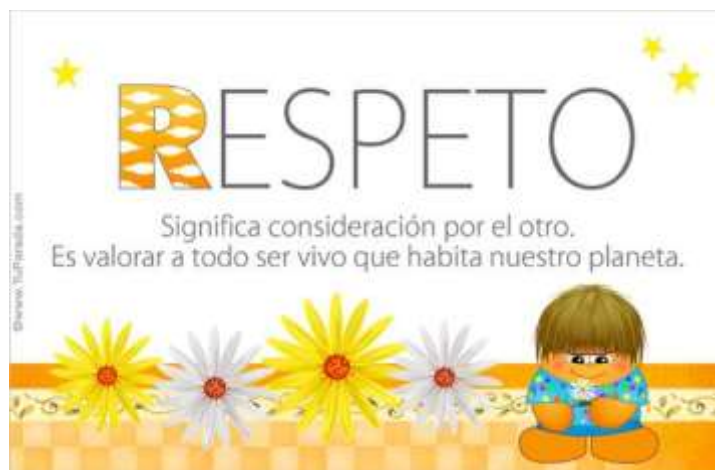 RESPETO
Significa consideración por el otro.
Es valorar a todo ser vivo que habita nuestro planeta.
©www.TuParada.com